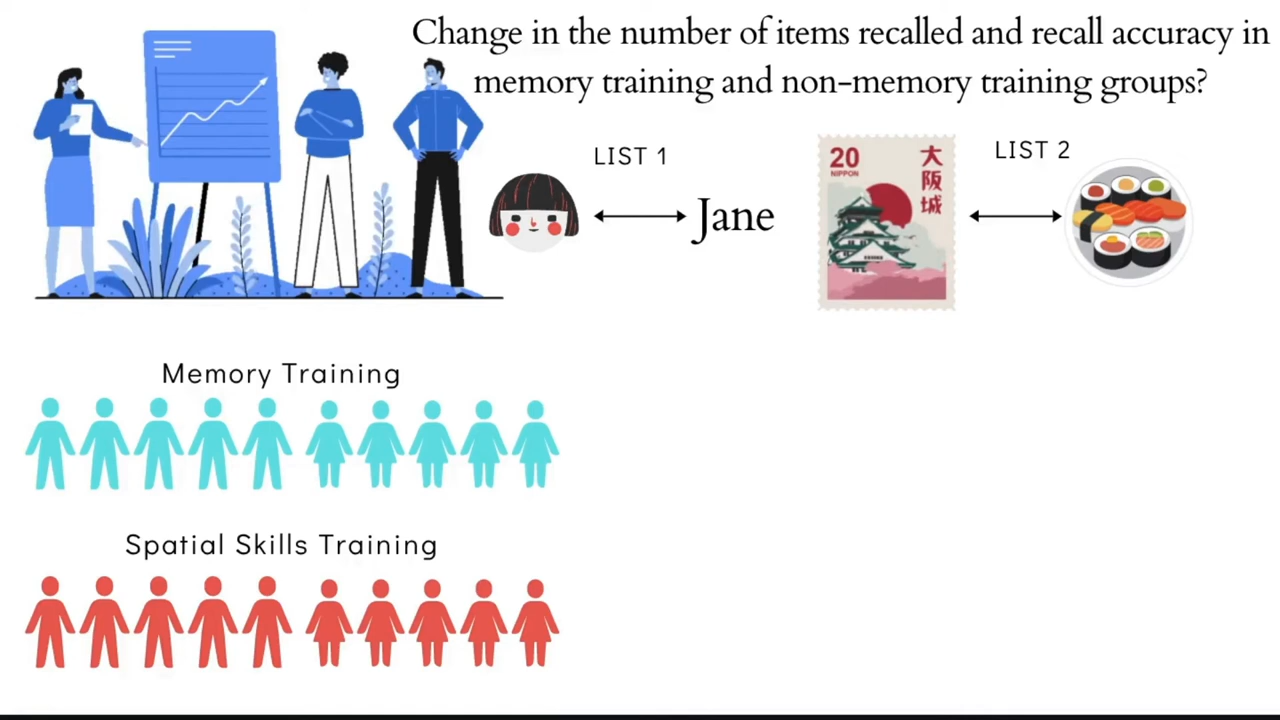 Change in the number of items recalled and recall accuracy in
memory training and non-memory training groups?
LIST 1
Jane
LIST 2
20
NIPPON
大阪城
Memory Training
Spatial Skills Training